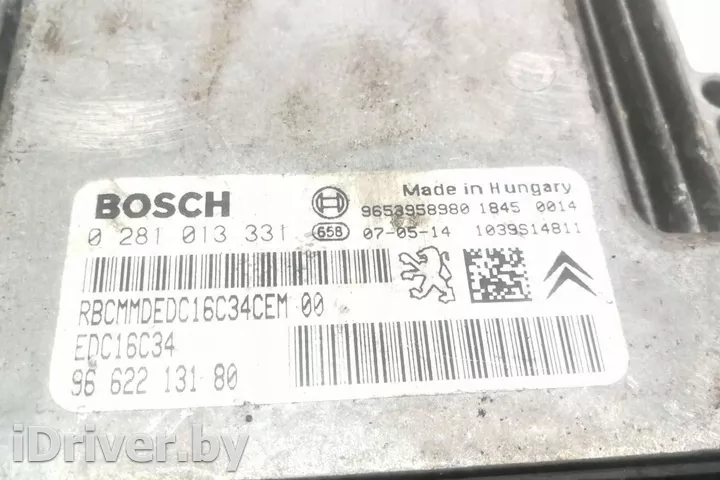 BOSCH
Made in Hungary
9653958980 1845 0014
0 281 013 331 658 07-05-14 1039S14811
RBCMMDEDC16C34CEM 00
EDC16C34
96 622 131 80
iDriver.by